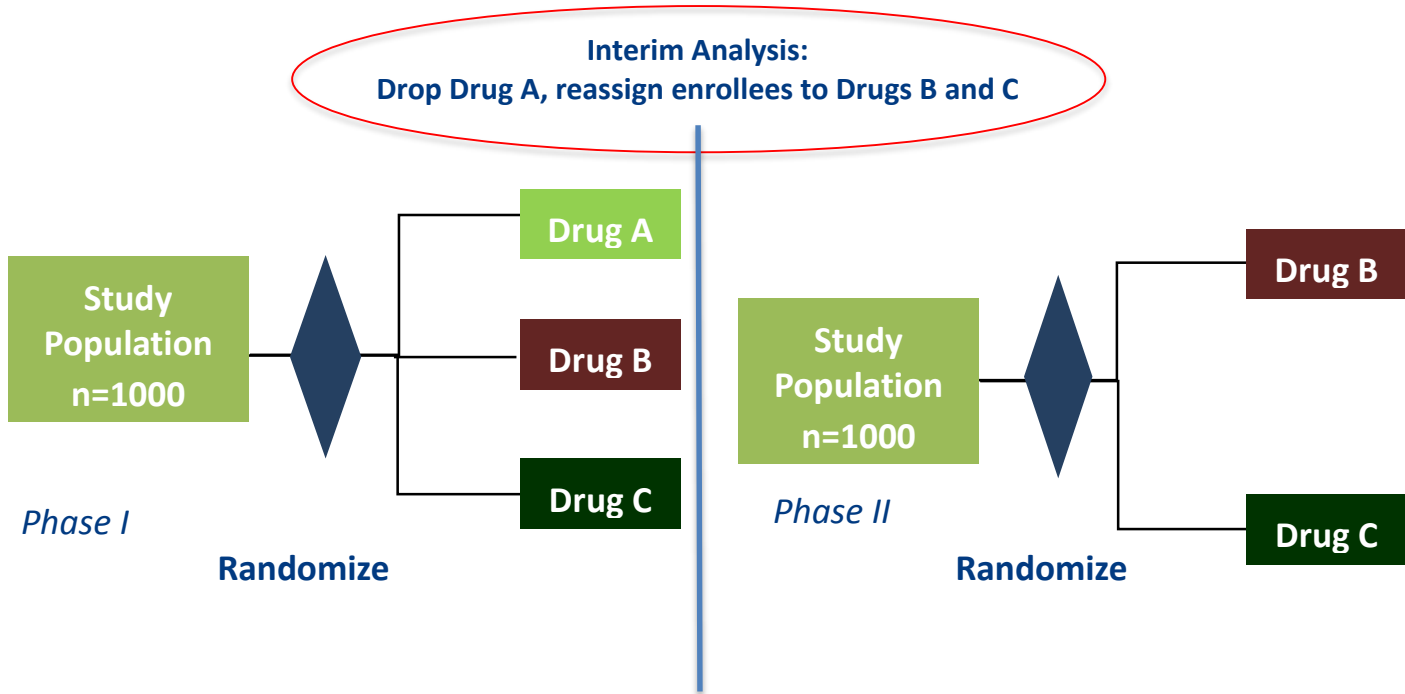 Interim Analysis:
Drop Drug A, reassign enrollees to Drugs B and C
Study
Population
n=1000
Drug A
Drug B
Drug C
Phase I
Randomize
Study
Population
n=1000
Drug B
Drug C
Phase II
Randomize